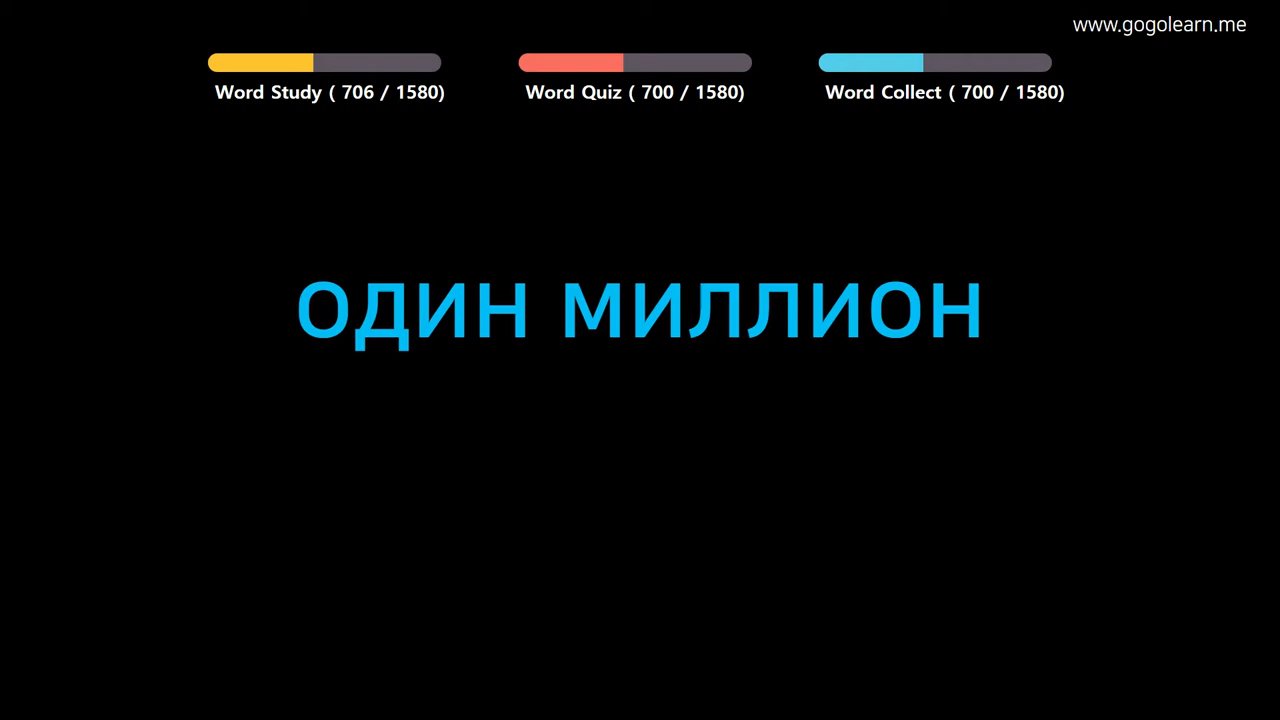 www.gogolearn.me
Word Study ( 706 / 1580)
Word Quiz ( 700 / 1580)
Word Collect ( 700 / 1580)
один миллион